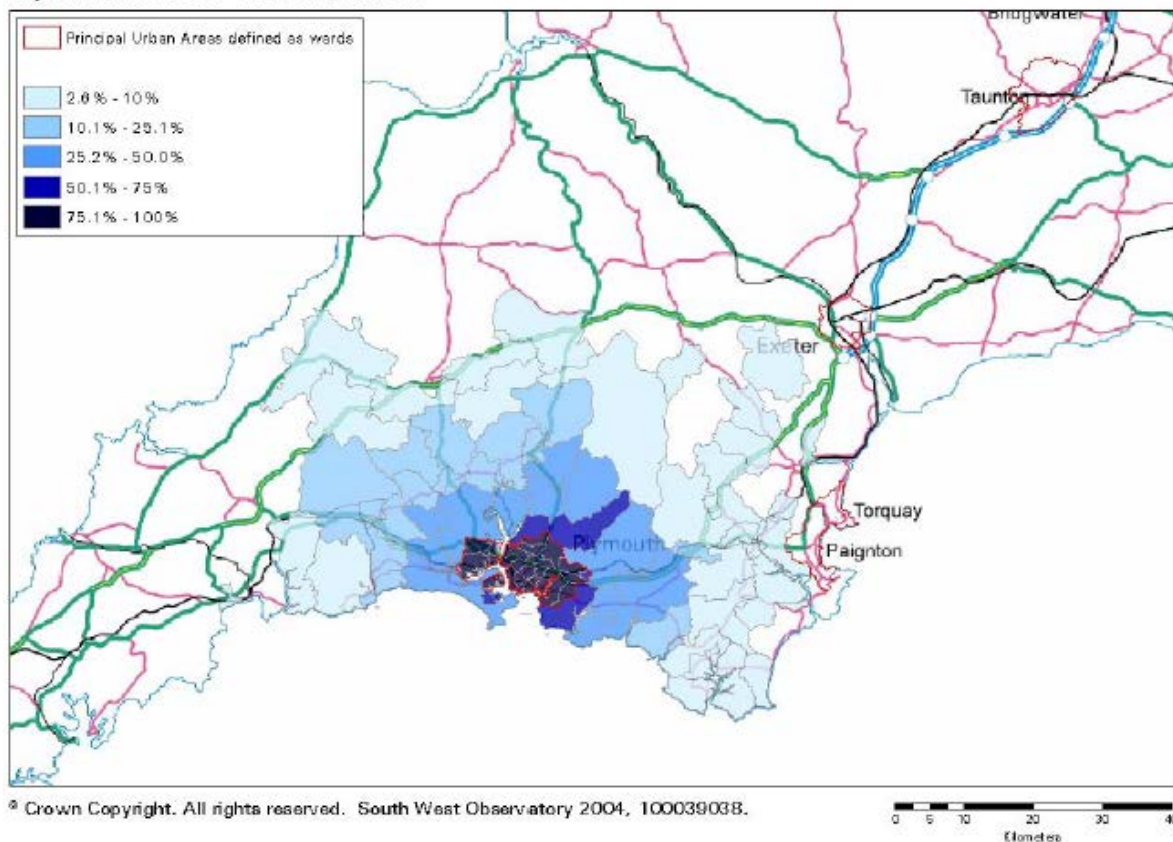 Bridgwater
Principal Urban Areas defined as wards
Taunton
2.6% - 10%
10.1% - 25.1%
25.2% - 50.0%
50.1% - 75%
75.1% - 100%
Exeter
Torquay
Plymouth
Paignton
© Crown Copyright. All rights reserved. South West Observatory 2004, 100039038.
0 5 10 20 30 40
Kilometers